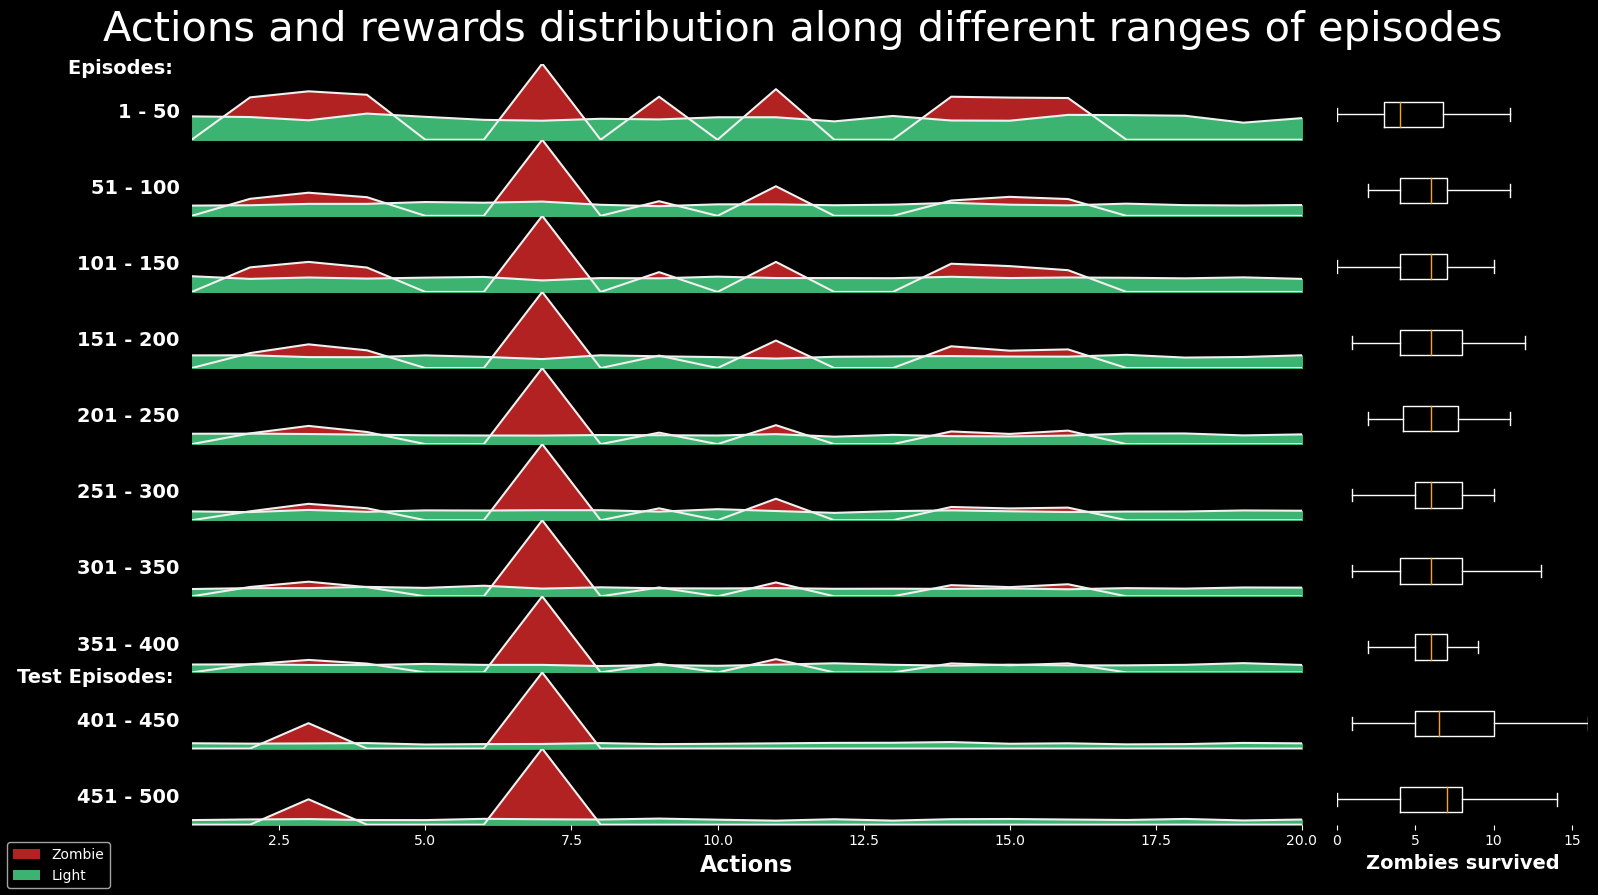 Actions and rewards distribution along different ranges of episodes
Episodes:
1 - 50
51 - 100
101 - 150
151 - 200
201 - 250
251 - 300
301 - 350
351 - 400
Test Episodes:
401 - 450
451 - 500
2.5 5.0 7.5 10.0 12.5 15.0 17.5 20.0 0 5 10 15
Actions Zombies survived
Zombie
Light